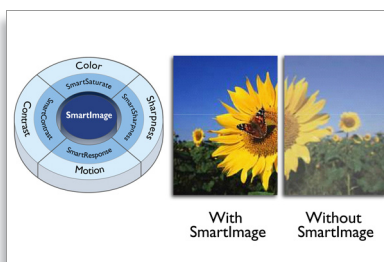 Color
SmartSaturate
Contrast
SmartContrast
SmartImage
SmartSharpness
Sharpness
SmartResponse
Motion
With
SmartImage
Without
SmartImage